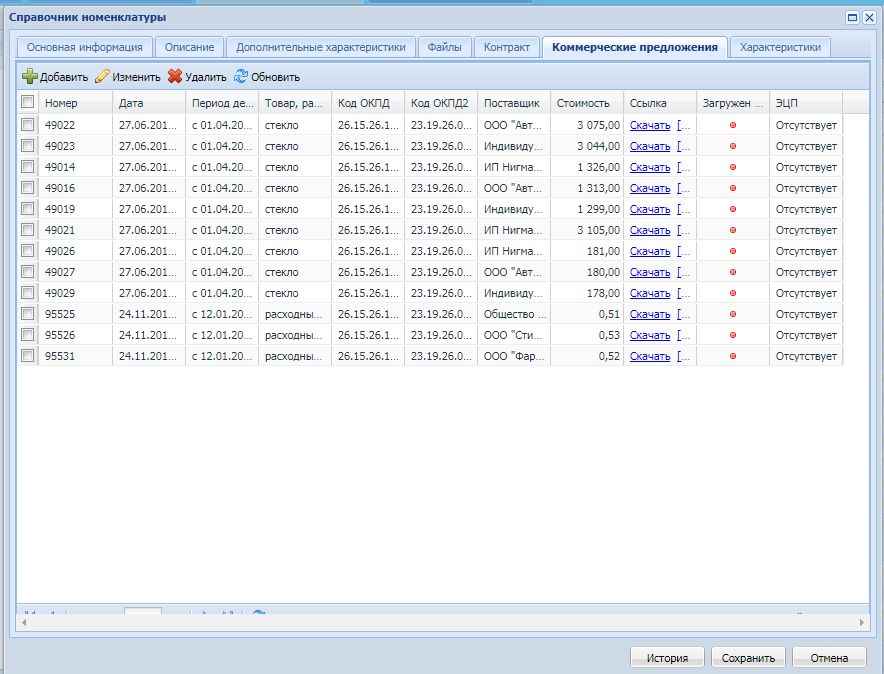 Справочник номенклатуры
Основная информация Описание Дополнительные характеристики Файлы Контракт Коммерческие предложения Характеристики
Добавить Изменить Удалить Обновить
Номер Дата Период де... Товар, ра... Код ОКПД Код ОКПД2 Поставщик Стоимость Ссылка Загружен ... ЭЦП
49022 27.06.201... с 01.04.20... стекло 26.15.26.1... 23.19.26.0... ООО "Авт... 3 075,00 Скачать [... Отсутствует
49023 27.06.201... с 01.04.20... стекло 26.15.26.1... 23.19.26.0... Индивиду... 3 044,00 Скачать [... Отсутствует
49014 27.06.201... с 01.04.20... стекло 26.15.26.1... 23.19.26.0... ИП Нигма... 1 326,00 Скачать [... Отсутствует
49016 27.06.201... с 01.04.20... стекло 26.15.26.1... 23.19.26.0... ООО "Авт... 1 313,00 Скачать [... Отсутствует
49019 27.06.201... с 01.04.20... стекло 26.15.26.1... 23.19.26.0... Индивиду... 1 299,00 Скачать [... Отсутствует
49021 27.06.201... с 01.04.20... стекло 26.15.26.1... 23.19.26.0... ИП Нигма... 3 105,00 Скачать [... Отсутствует
49026 27.06.201... с 01.04.20... стекло 26.15.26.1... 23.19.26.0... ИП Нигма... 181,00 Скачать [... Отсутствует
49027 27.06.201... с 01.04.20... стекло 26.15.26.1... 23.19.26.0... ООО "Авт... 180,00 Скачать [... Отсутствует
49029 27.06.201... с 01.04.20... стекло 26.15.26.1... 23.19.26.0... Индивиду... 178,00 Скачать [... Отсутствует
95525 24.11.201... с 12.01.20... расходны... 26.15.26.1... 23.19.26.0... Общество ... 0,51 Скачать [... Отсутствует
95526 24.11.201... с 12.01.20... расходны... 26.15.26.1... 23.19.26.0... ООО "Сти... 0,53 Скачать [... Отсутствует
95531 24.11.201... с 12.01.20... расходны... 26.15.26.1... 23.19.26.0... ООО "Фар... 0,52 Скачать [... Отсутствует
История Сохранить Отмена